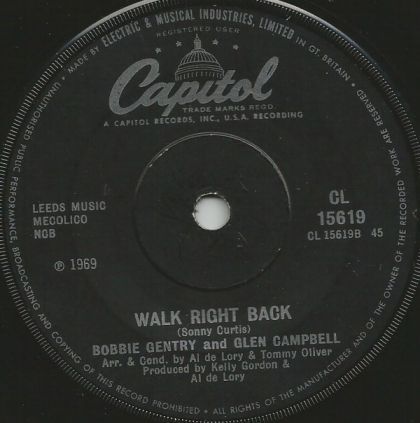 MADE BY ELECTRIC & MUSICAL INDUSTRIES, LIMITED IN GT. BRITAIN • ALL RIGHTS OF THE MANUFACTURER AND OF THE OWNER OF THE RECORDED WORK ARE RESERVED • UNAUTHORISED PUBLIC PERFORMANCE, BROADCASTING AND COPYING OF THIS RECORD PROHIBITED •
REGISTERED USER
Capitol
TRADE MARKS REGD.
A CAPITOL RECORDS, INC., U.S.A. RECORDING
LEEDS MUSIC
MECOLICO
NCB
℗ 1969
CL
15619
CL 15619B 45
WALK RIGHT BACK
(Sonny Curtis)
BOBBIE GENTRY and GLEN CAMPBELL
Arr. & Cond. by Al de Lory & Tommy Oliver
Produced by Kelly Gordon &
Al de Lory